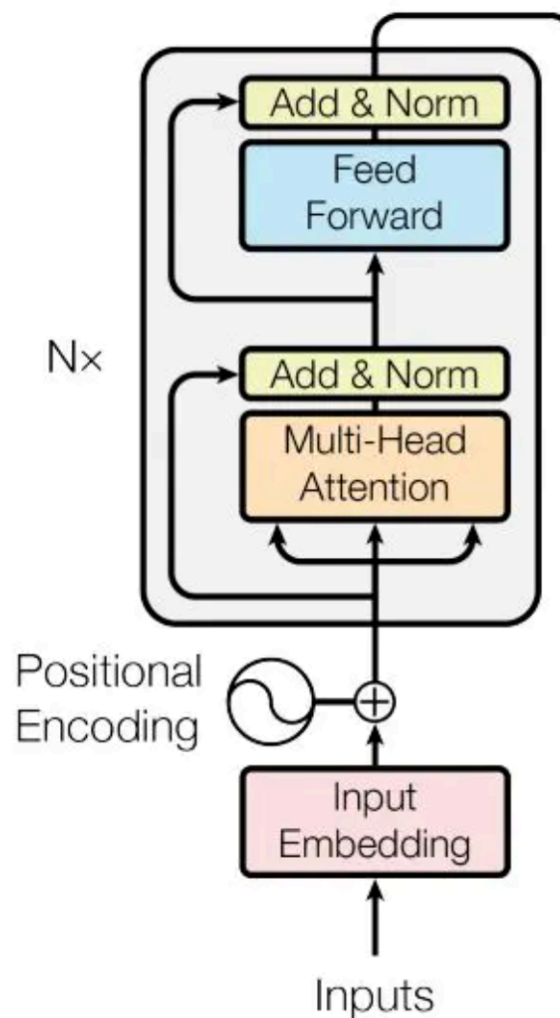 Add & Norm
Feed
Forward
Nx
Add & Norm
Multi-Head
Attention
Positional
Encoding
Input
Embedding
Inputs